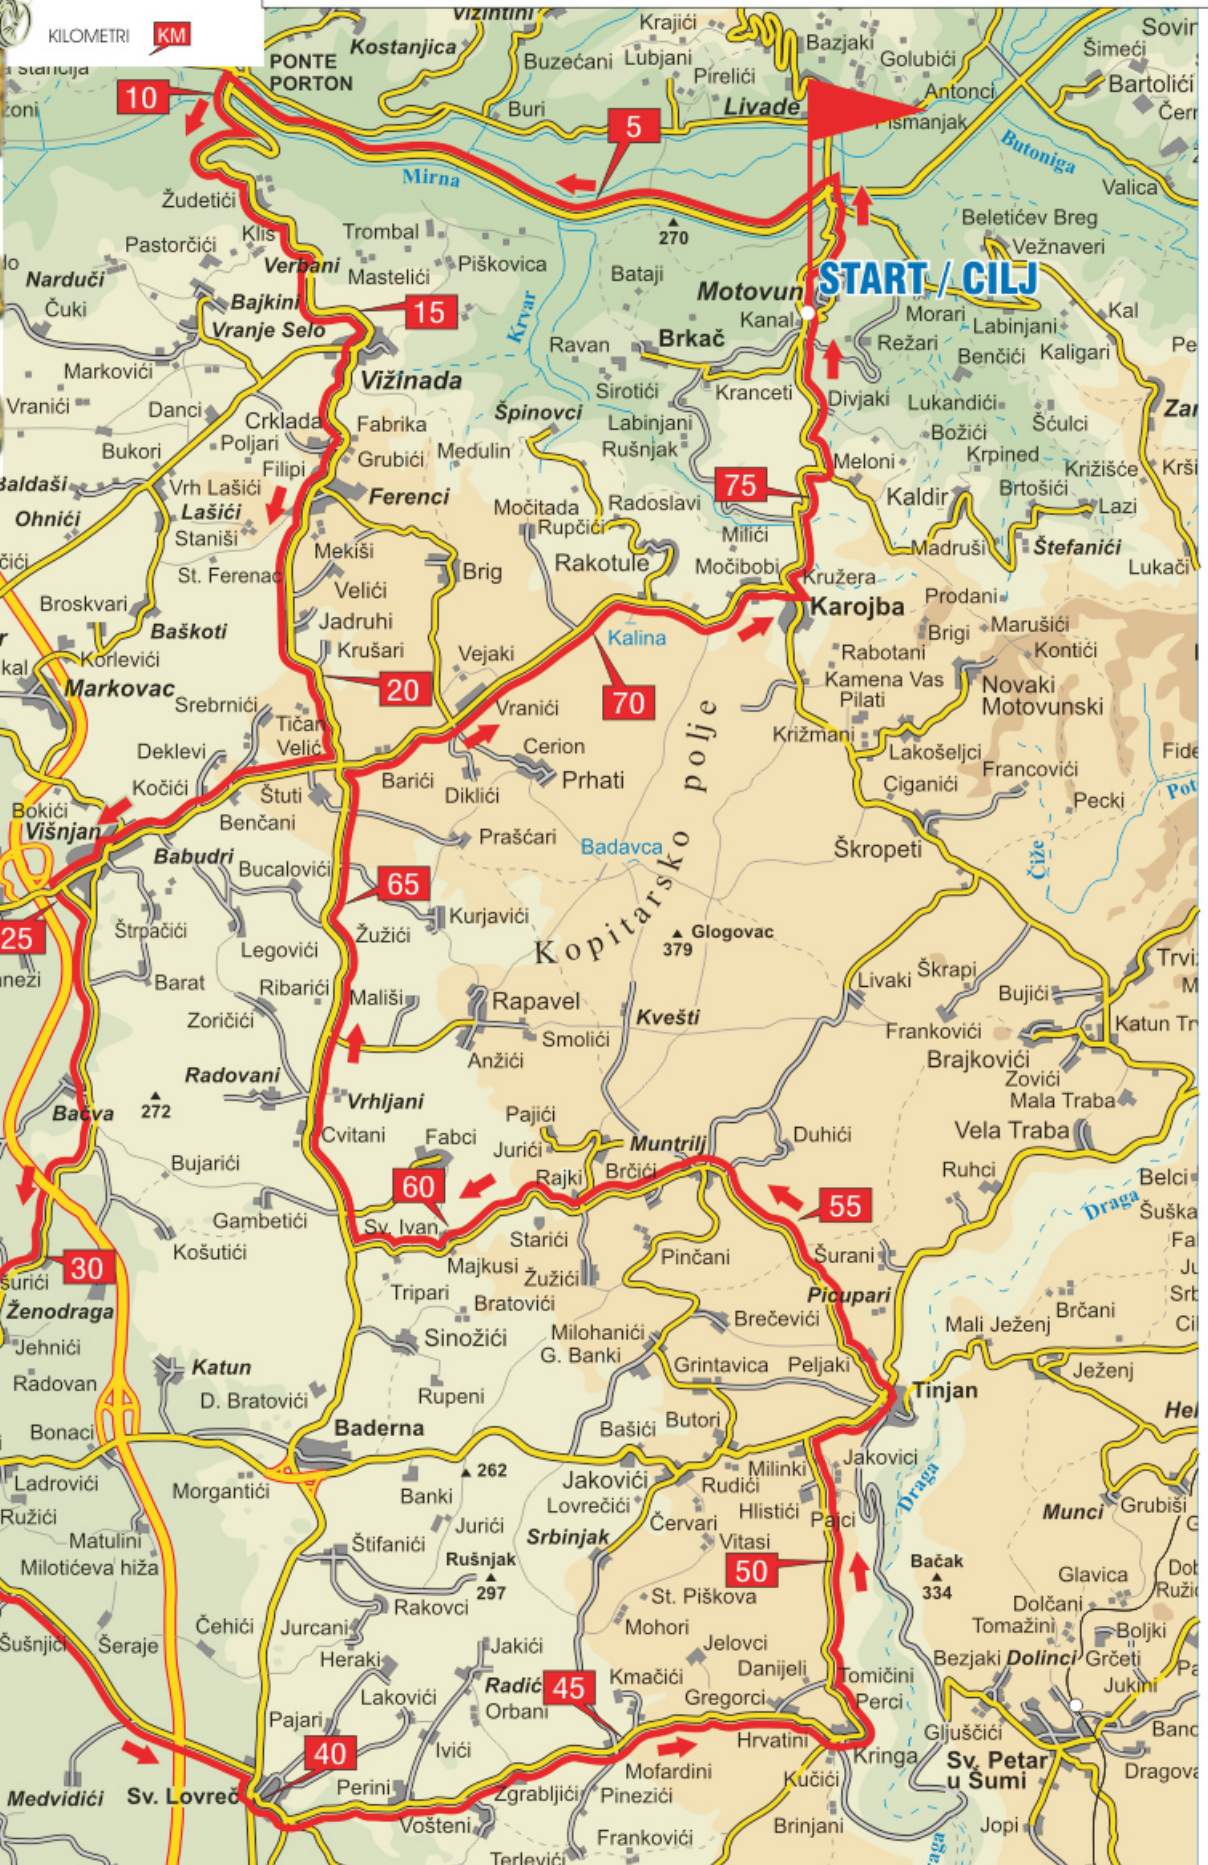 KILOMETRI KM
PONTE
PORTON
Vižintini
Kostanjica
Krajići
Buzećani
Lubjani
Pirelići
Buri
Bazjaki
Golubići
Antonci
Livade
Šimeći
Bartolići
Butoniga
Valica
10
5
Mirna
270
Žudetići
Klis
Pastorčići
Narduči
Čuki
Verbani
Trombal
Mastelići
Piškovica
Bajkini
Vranje Selo
15
Vižinada
Krvar
Bataji
Motovun
START / CILJ
Kanal
Beletićev Breg
Vežnaveri
Morari
Labinjani
Kal
Režari
Benčići
Kaligari
Ravan
Brkač
Markovići
Vranići
Danci
Crklada
Poljari
Bukori
Filipi
Fabrika
Grubići
Medulin
Špinovci
Sirotići
Labinjani
Rušnjak
Kranceti
Divjaki
Lukandići
Šćulci
Božići
Krpined
Križišće
Meloni
75
Kaldir
Brtošići
Lazi
Štefanići
Madruši
Lukači
Baldaši
Ohnići
Vrh Lašići
Lašići
Staniši
St. Ferenac
Ferenci
Mekiši
Velići
Brig
Močitada
Rupčići
Radoslavi
Rakotule
Milići
Močibobi
Kružera
Karojba
Prodani
Marušići
Brigi
Kontići
Rabotani
Kamena Vas
Pilati
Novaki
Motovunski
Križmani
Lakošeljci
Broskvari
Baškoti
Korlevići
Markovac
Jadruhi
Krušari
Vejaki
Kalina
70
20
Srebrnići
Tičan
Velići
Vranići
Cerion
Prhati
Deklevi
Kočići
Štuti
Barići
Diklići
Benčani
Bokići
Višnjan
Babudri
Bucalovići
Prašćari
Badavca
Kopitarsko polje
Ciganići
Francovići
Pecki
Škropeti
Čiže
65
25
Štrpačići
Legovići
Žužići
Kurjavići
Glogovac
379
Barat
Ribarići
Mališi
Rapavel
Zoričići
Smolići
Anžići
Kvešti
Livaki
Škrapi
Bujići
Frankovići
Brajkovići
Zovići
Mala Traba
Vela Traba
Radovani
Vrhljani
Bačva
272
Cvitani
Fabci
Pajići
Jurići
Rajki
Brčići
Muntrilj
Duhići
Ruhci
Belci
Draga
Bujarići
Gambetići
Košutići
60
Sv. Ivan
Starići
Majkusi
Žužići
Pinčani
55
Šurani
Picupari
30
Ženodraga
Jehnići
Radovan
Tripari
Bratovići
Sinožići
Milohanići
G. Banki
Brečevići
Grintavica
Peljaki
Mali Ježenj
Brčani
Ježenj
Tinjan
Katun
D. Bratovići
Rupeni
Baderna
Bonaci
Ladrovići
Ružići
Morgantići
Matulini
Milotićeva hiža
Banki
262
Bašići
Butori
Jakovići
Lovrečići
Rudići
Milinki
Hlistići
Jakovici
Draga
Munci
Grubiši
Jurići
Štifanići
Rušnjak
297
Srbinjak
Červari
Vitasi
Pajci
50
Bačak
334
Glavica
Dolčani
Tomažini
Boljki
Rakovci
St. Piškova
Mohori
Jelovci
Danijeli
Tomičini
Perci
Bezjaki
Dolinci
Grčeti
Jukini
Šušnjići
Šeraje
Čehići
Jurcani
Heraki
Jakići
Radići
Orbani
45
Kmačići
Gregorci
Lakovići
Pajari
Ivići
Hrvatini
Kringa
Gljuščići
Sv. Petar
u Šumi
40
Medvidići
Sv. Lovreč
Perini
Vošteni
Zgrabljići
Mofardini
Pinezići
Kučići
Brinjani
Frankovići
Terlevići
Jopi